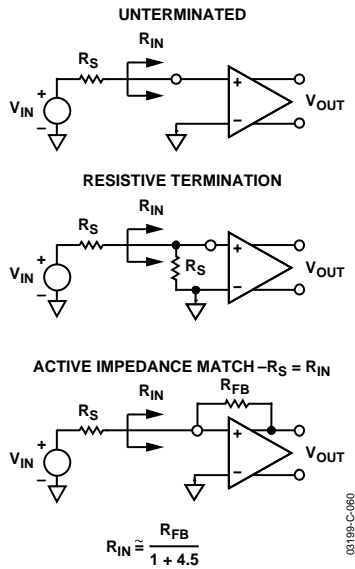 UNTERMINATED
RIN
RS
+
VIN
–
+
–
VOUT
RESISTIVE TERMINATION
RIN
RS
+
VIN
–
RS
+
–
VOUT
ACTIVE IMPEDANCE MATCH –RS = RIN
RIN
RFB
RS
+
VIN
–
+
–
VOUT
RIN ≅ RFB
1 + 4.5
03199-C-060